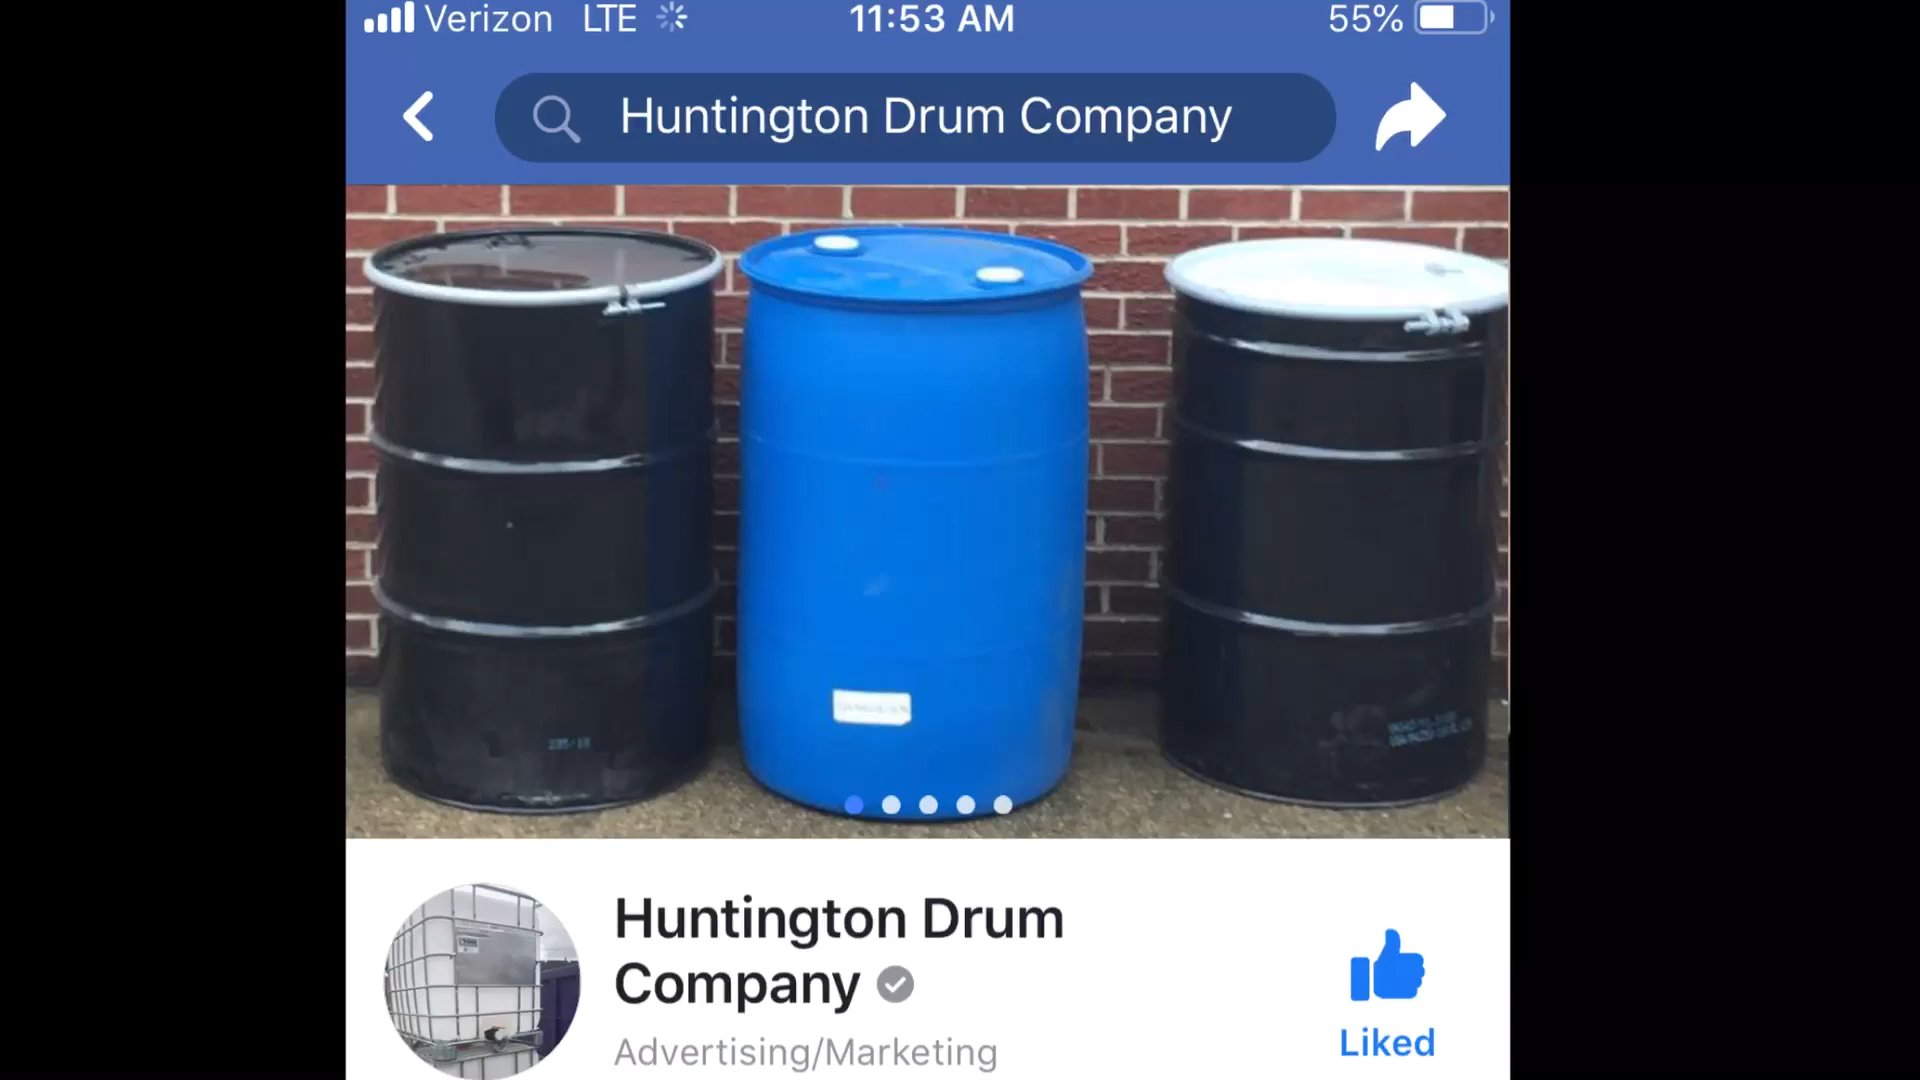 Verizon LTE 11:53 AM 55%
Huntington Drum Company
Huntington Drum
Company
Advertising/Marketing
Liked